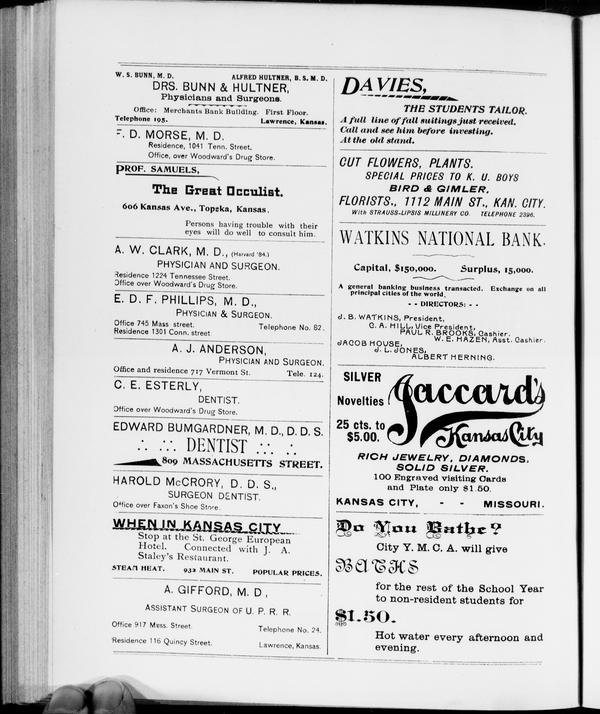 W. S. BUNN, M. D. ALFRED HULTNER, B. S. M. D.
DRS. BUNN & HULTNER,
Physicians and Surgeons.
Office: Merchants Bank Building. First Floor.
Telephone 195. Lawrence, Kansas.
F. D. MORSE, M. D.
Residence, 1041 Tenn. Street.
Office, over Woodward's Drug Store.
PROF. SAMUELS,
The Great Occulist.
606 Kansas Ave., Topeka, Kansas.
Persons having trouble with their
eyes will do well to consult him.
A. W. CLARK, M. D., (Harvard '84.)
PHYSICIAN AND SURGEON.
Residence 1224 Tennessee Street.
Office over Woodward's Drug Store.
E. D. F. PHILLIPS, M. D.,
PHYSICIAN & SURGEON.
Office 745 Mass street. Telephone No. 62.
Residence 1301 Conn. street
A. J. ANDERSON,
PHYSICIAN AND SURGEON.
Office and residence 717 Vermont St. Tele. 124.
C. E. ESTERLY,
DENTIST.
Office over Woodward's Drug Store.
EDWARD BUMGARDNER, M. D., D. D. S.
DENTIST
809 MASSACHUSETTS STREET.
HAROLD McCRORY, D. D. S.,
SURGEON DENTIST.
Office over Faxon's Shoe Store.
WHEN IN KANSAS CITY
Stop at the St. George European
Hotel. Connected with J. A.
Staley's Restaurant.
STEAM HEAT. 932 MAIN ST. POPULAR PRICES.
A. GIFFORD, M. D,
ASSISTANT SURGEON OF U. P. R. R.
Office 917 Mass. Street. Telephone No. 24.
Residence 116 Quincy Street. Lawrence, Kansas.
DAVIES,
THE STUDENTS TAILOR.
A full line of fall suitings just received.
Call and see him before investing.
At the old stand.
CUT FLOWERS, PLANTS.
SPECIAL PRICES TO K. U. BOYS
BIRD & GIMLER,
FLORISTS., 1112 MAIN ST., KAN. CITY.
With STRAUSS-LIPSIS MILLINERY CO. TELEPHONE 2396.
WATKINS NATIONAL BANK.
Capital, $150,000. Surplus, 15,000.
A general banking business transacted. Exchange on all
principal cities of the world.
- - DIRECTORS: - -
J. B. WATKINS, President,
C. A. HILL, Vice President,
PAUL R. BROOKS, Cashier.
W. E. HAZEN, Asst. Cashier.
JACOB HOUSE,
J. L. JONES,
ALBERT HERNING.
SILVER
Novelties
25 cts. to
$5.00.
Jaccard's
Kansas City
RICH JEWELRY, DIAMONDS,
SOLID SILVER.
100 Engraved visiting Cards
and Plate only $1.50.
KANSAS CITY, - - MISSOURI.
Do You Bathe?
City Y. M. C. A. will give
BATHS
for the rest of the School Year
to non-resident students for
$1.50.
Hot water every afternoon and
evening.